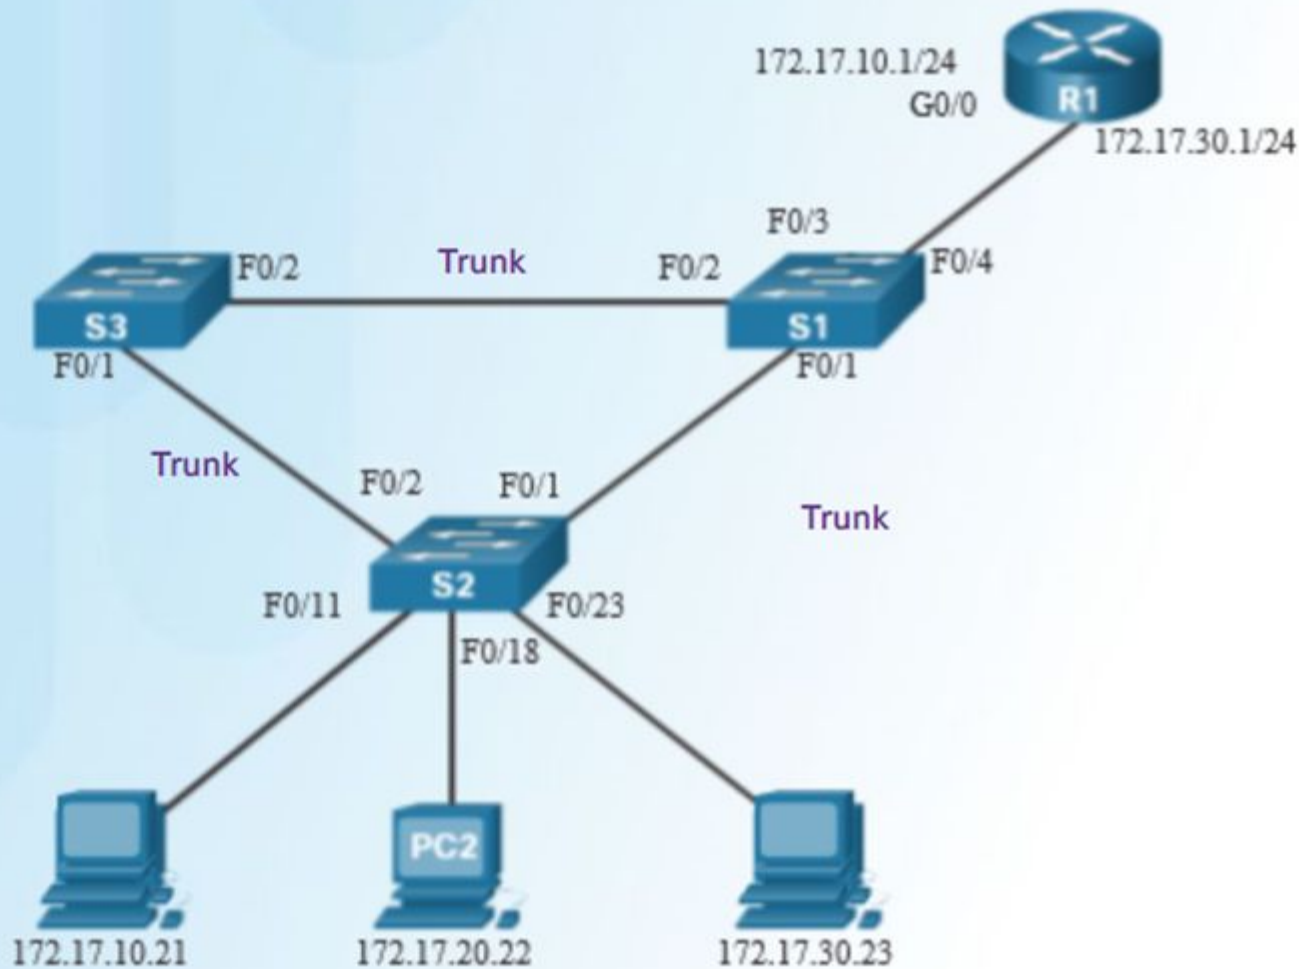 172.17.10.1/24
G0/0
R1
172.17.30.1/24
F0/3
F0/2
Trunk
F0/2
F0/4
S3
S1
F0/1
F0/1
Trunk
F0/2
F0/1
Trunk
S2
F0/11
F0/23
F0/18
PC2
172.17.10.21
172.17.20.22
172.17.30.23